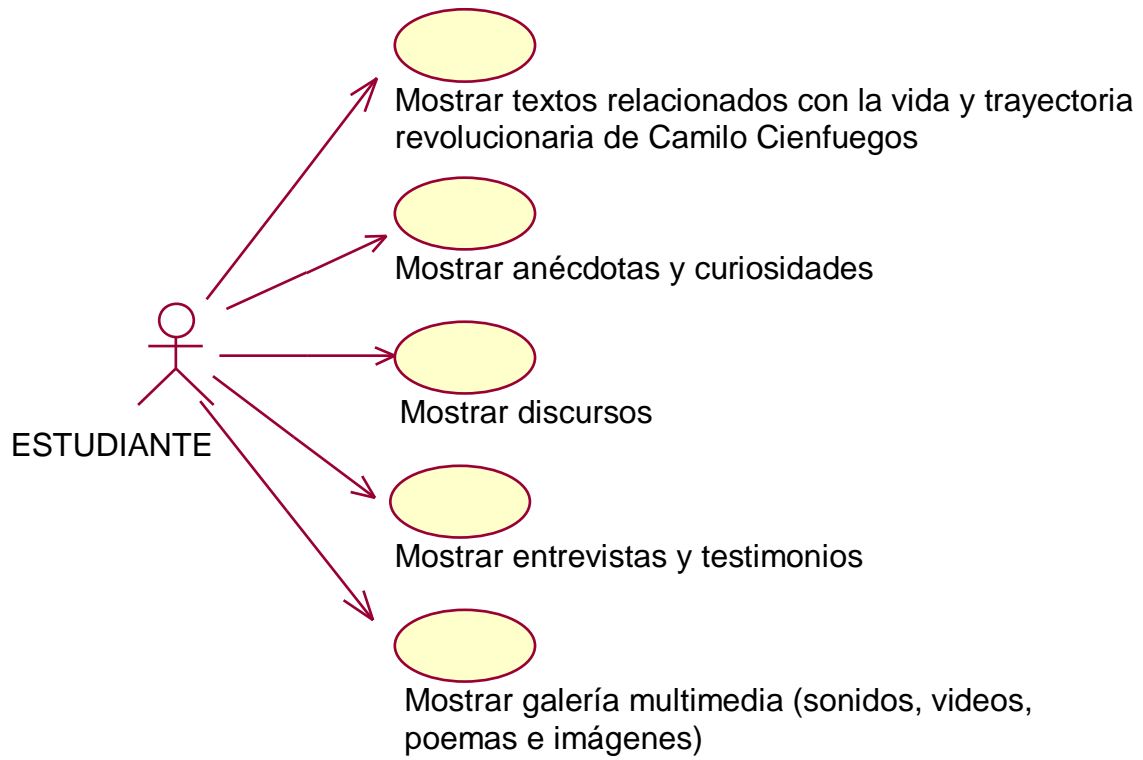 Mostrar textos relacionados con la vida y trayectoria
revolucionaria de Camilo Cienfuegos
Mostrar anécdotas y curiosidades
Mostrar discursos
ESTUDIANTE
Mostrar entrevistas y testimonios
Mostrar galería multimedia (sonidos, videos,
poemas e imágenes)